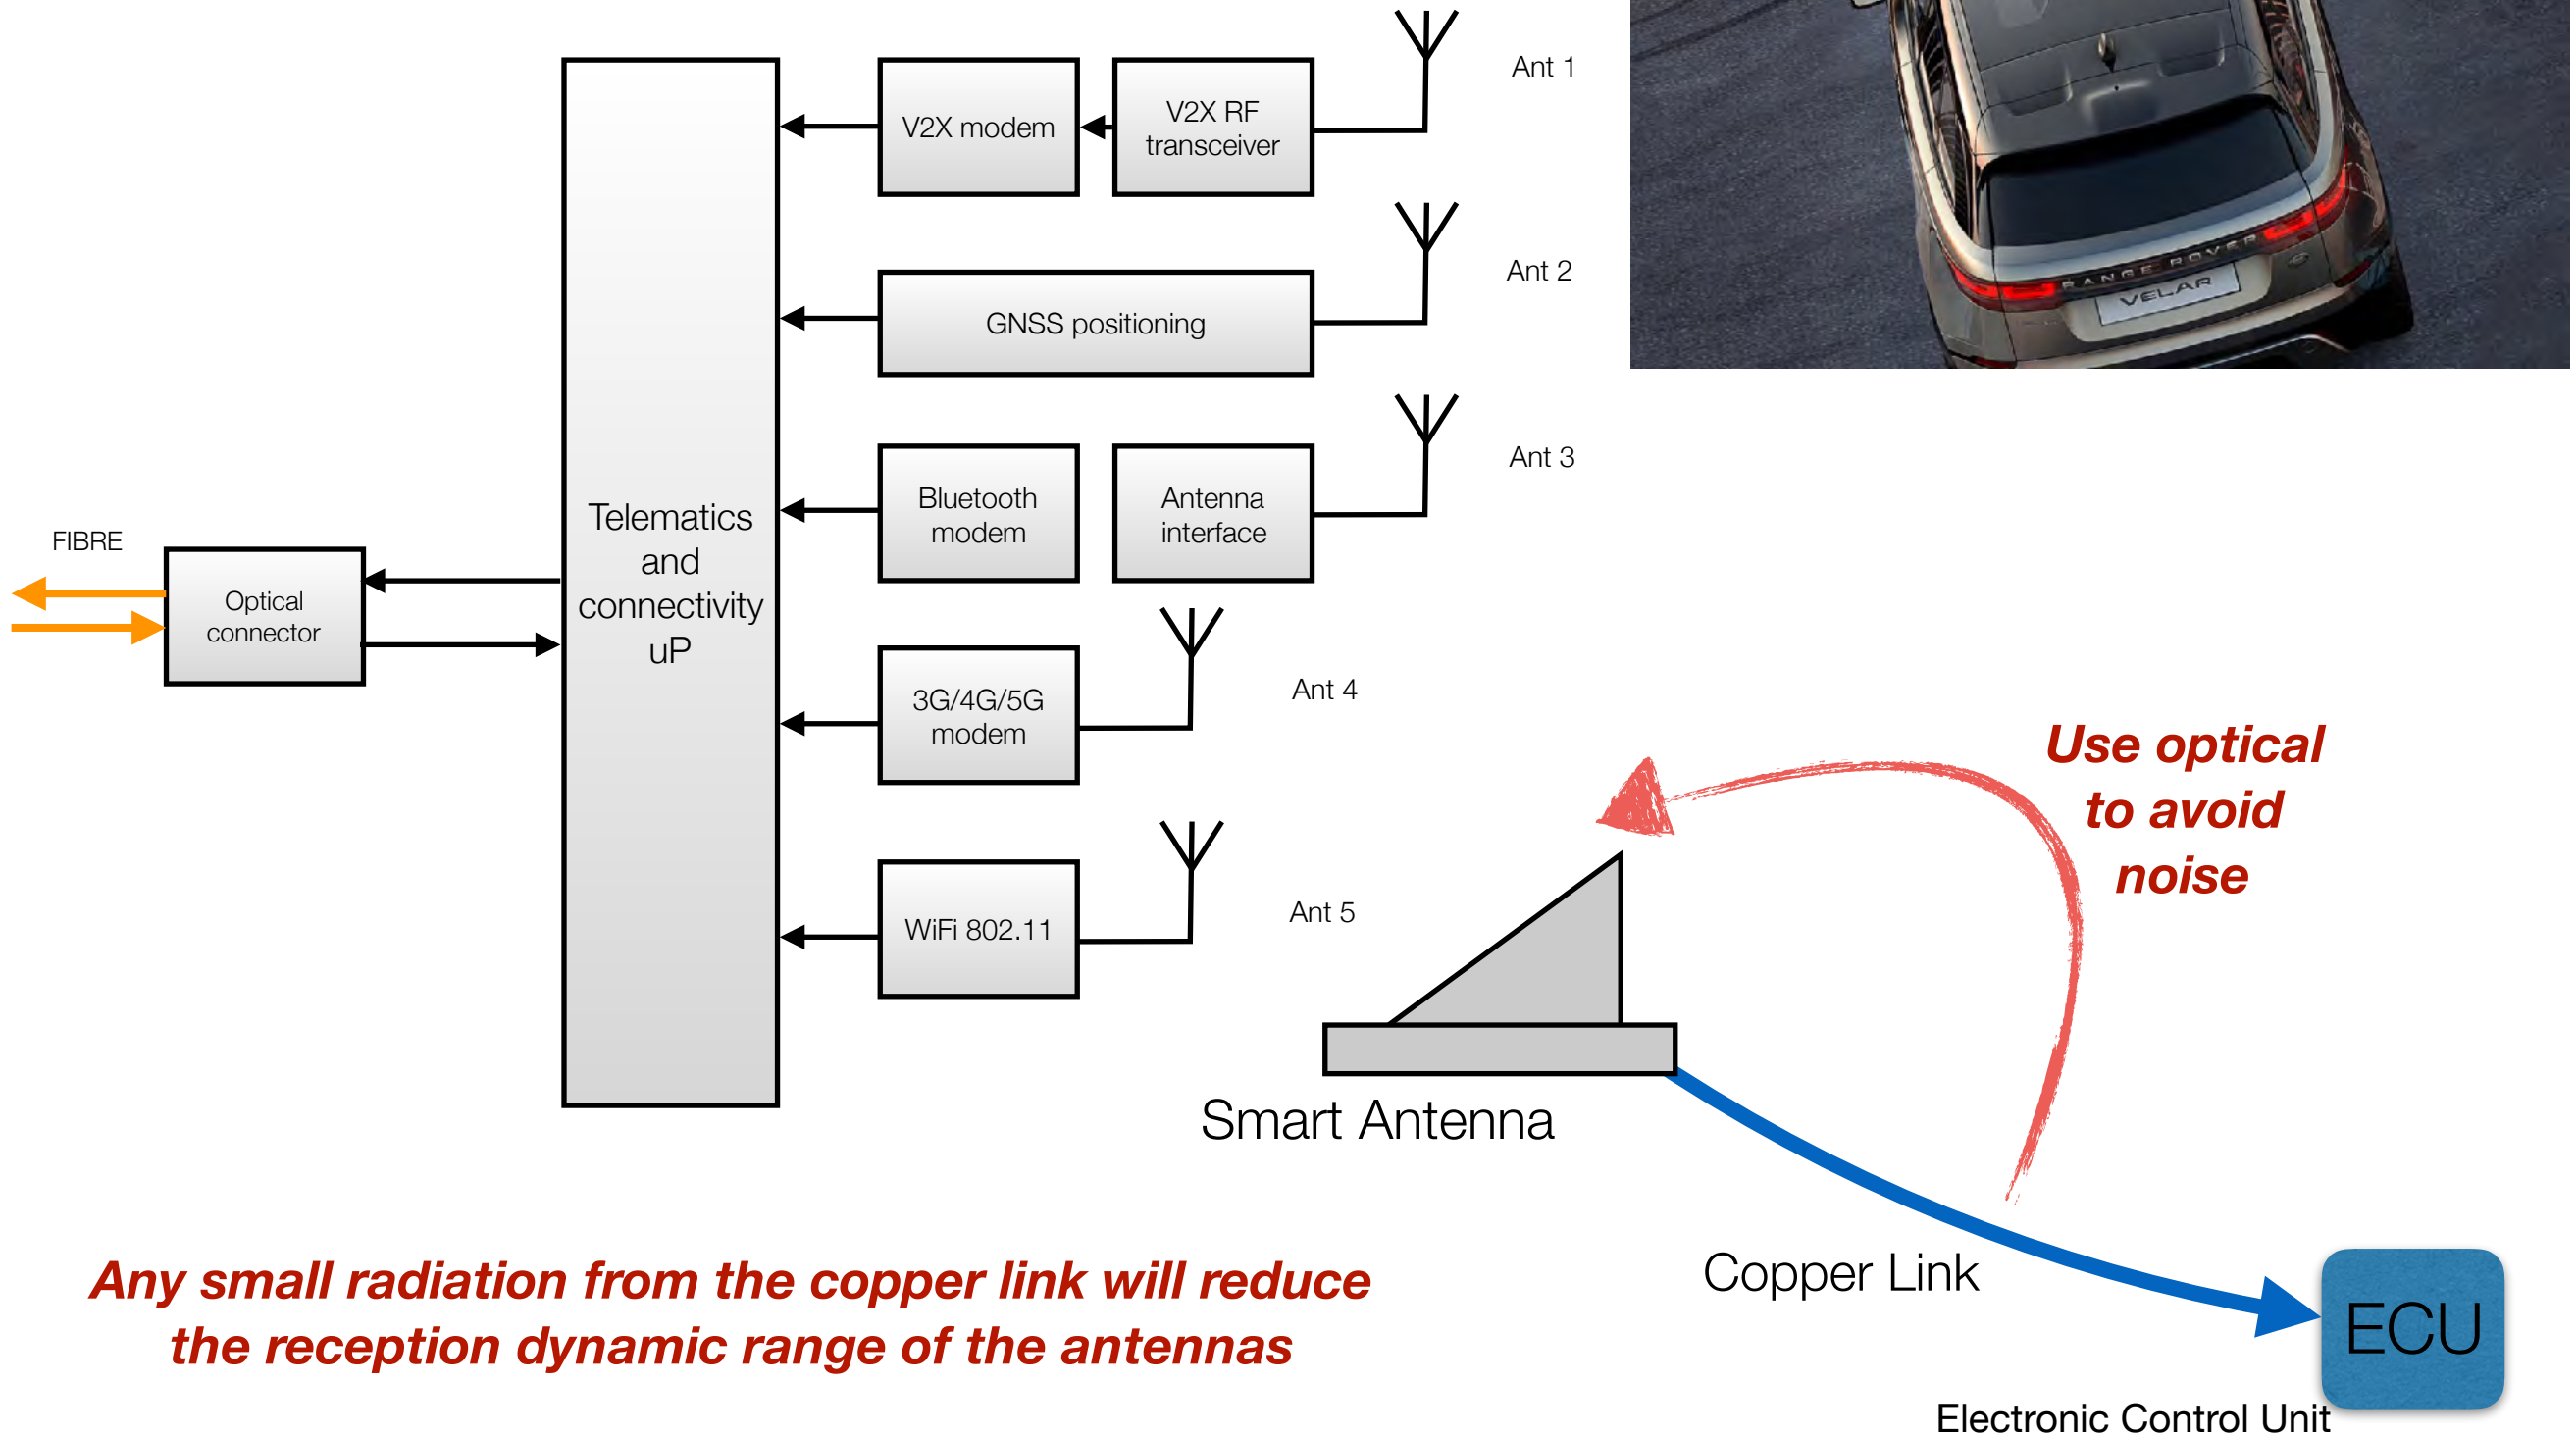 Ant 1
V2X modem
V2X RF
transceiver
Ant 2
GNSS positioning
RANGE ROVER
VELAR
Ant 3
Bluetooth
modem
Antenna
interface
FIBRE
Optical
connector
Telematics
and
connectivity
uP
3G/4G/5G
modem
Ant 4
WiFi 802.11
Ant 5
Use optical
to avoid
noise
Smart Antenna
Copper Link
ECU
Electronic Control Unit
Any small radiation from the copper link will reduce
the reception dynamic range of the antennas